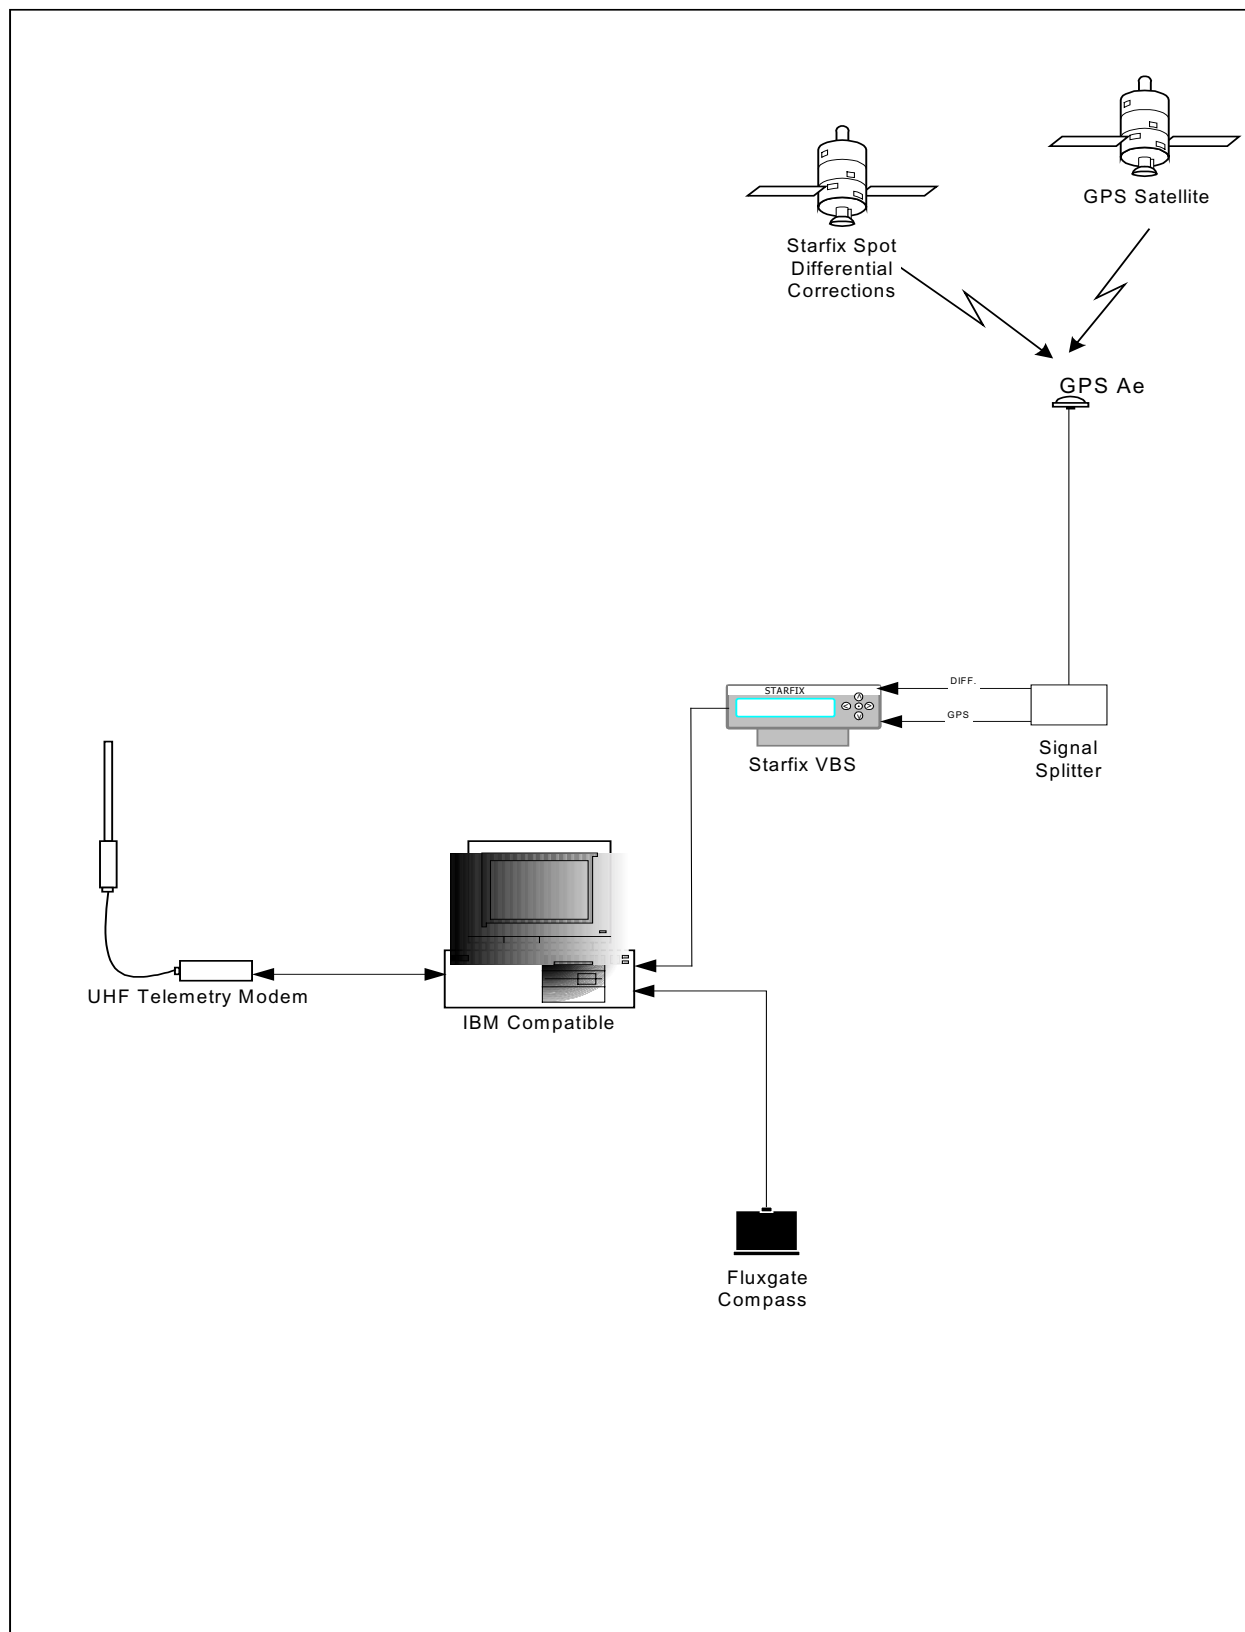 GPS Satellite
Starfix Spot
Differential
Corrections
GPS Ae
DIFF.
STARFIX
GPS
Signal
Splitter
Starfix VBS
UHF Telemetry Modem
IBM Compatible
Fluxgate
Compass